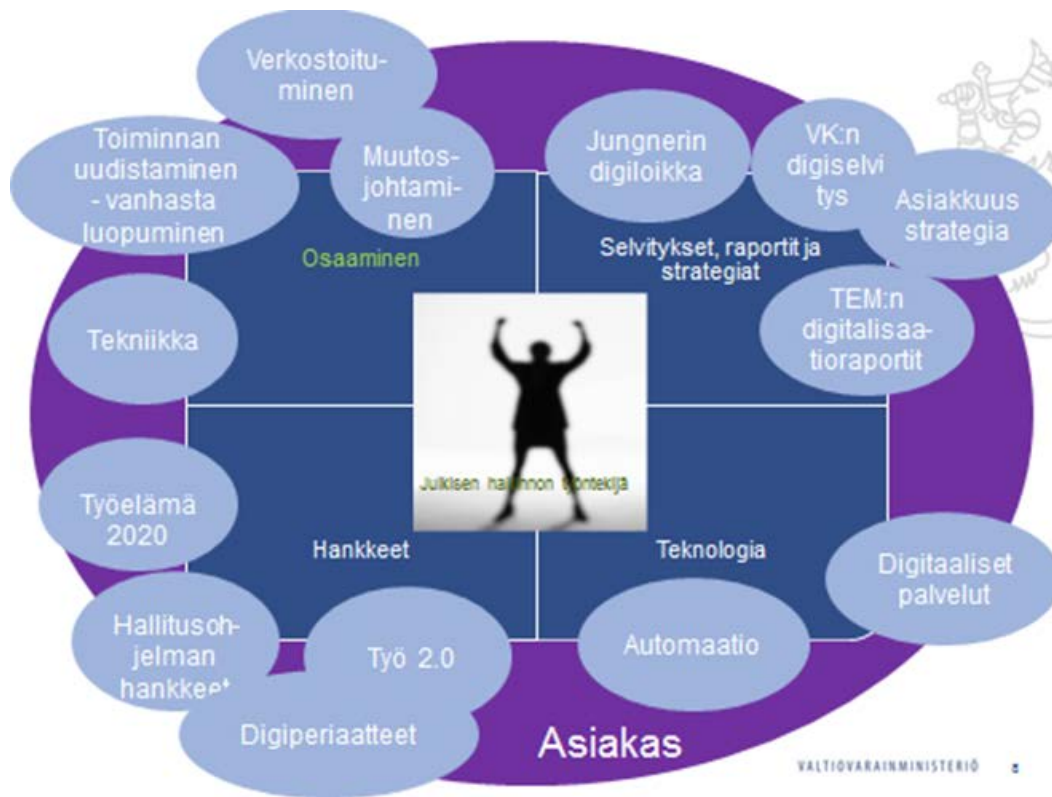 Verkostoitu-
minen
Toiminnan
uudistaminen
- vanhasta
luopuminen
Muutos-
johtami-
nen
Jungnerin
digiloikka
VK:n
digiselvi
tys
Asiakkuus
strategia
Osaaminen
Selvitykset, raportit ja
strategiat
TEM:n
digitalisaa-
tioraportit
Tekniikka
Julkisen hallinnon työntekijä
Työelämä
2020
Hankkeet
Teknologia
Digitaaliset
palvelut
Hallitusoh-
jelman
hankkeet
Työ 2.0
Automaatio
Digiperiaatteet
Asiakas
VALTIOVARAINMINISTERIÖ